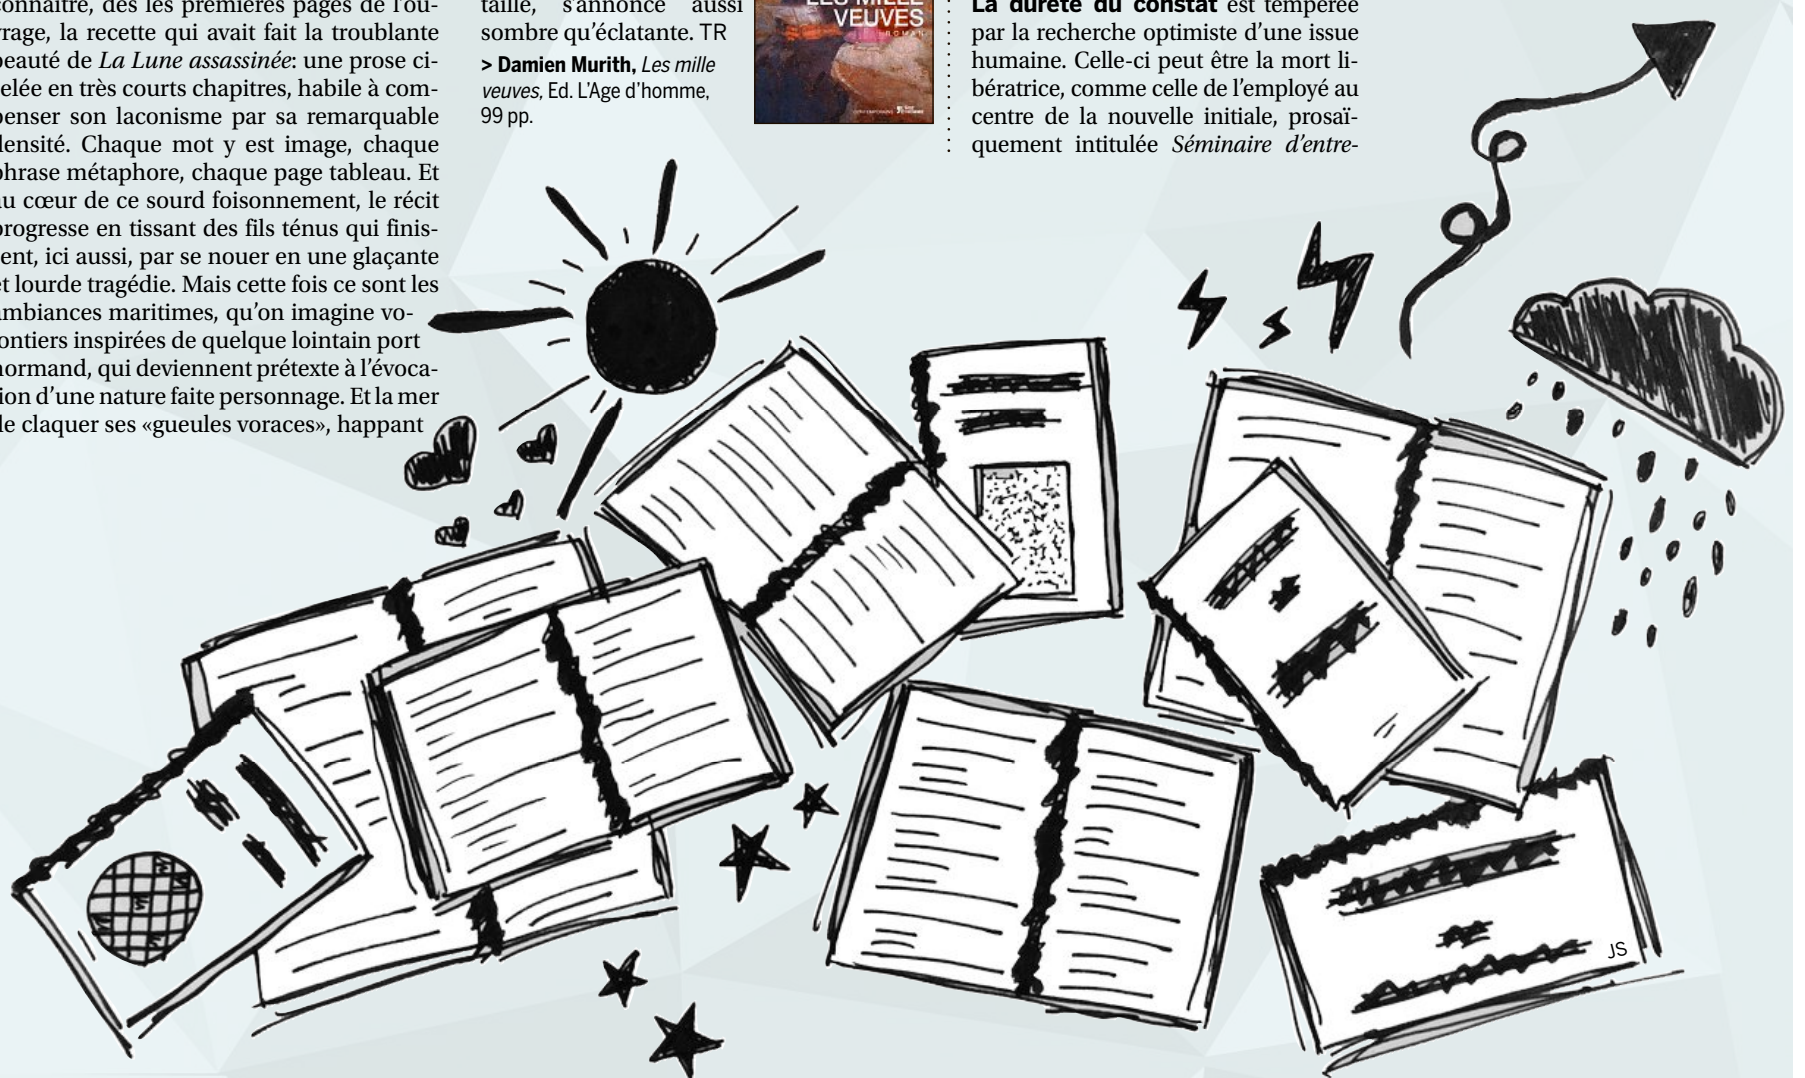 connaître, dès les premières pages de l'ou-
vrage, la recette qui avait fait la troublante
beauté de La Lune assassinée: une prose ci-
selée en très courts chapitres, habile à com-
penser son laconisme par sa remarquable
densité. Chaque mot y est image, chaque
phrase métaphore, chaque page tableau. Et
au cœur de ce sourd foisonnement, le récit
progresse en tissant des fils ténus qui finis-
sent, ici aussi, par se nouer en une glaçante
et lourde tragédie. Mais cette fois ce sont les
ambiances maritimes, qu'on imagine vo-
lontiers inspirées de quelque lointain port
normand, qui deviennent prétexte à l'évoca-
tion d'une nature faite personnage. Et la mer
de claquer ses «gueules voraces», happant
taille, s'annonce aussi
sombre qu'éclatante. TR
> Damien Murith, Les mille
veuves, Ed. L'Age d'homme,
99 pp.
LES MILLE
VEUVES
ROMAN
La dureté du constat est tempérée
par la recherche optimiste d'une issue
humaine. Celle-ci peut être la mort li-
bératrice, comme celle de l'employé au
centre de la nouvelle initiale, prosaï-
quement intitulée Séminaire d'entre-
JS